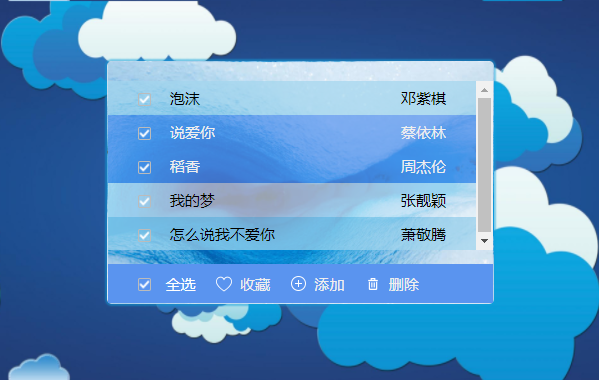 泡沫 邓紫棋
说爱你 蔡依林
稻香 周杰伦
我的梦 张靓颖
怎么说我不爱你 萧敬腾
全选 收藏 添加 删除